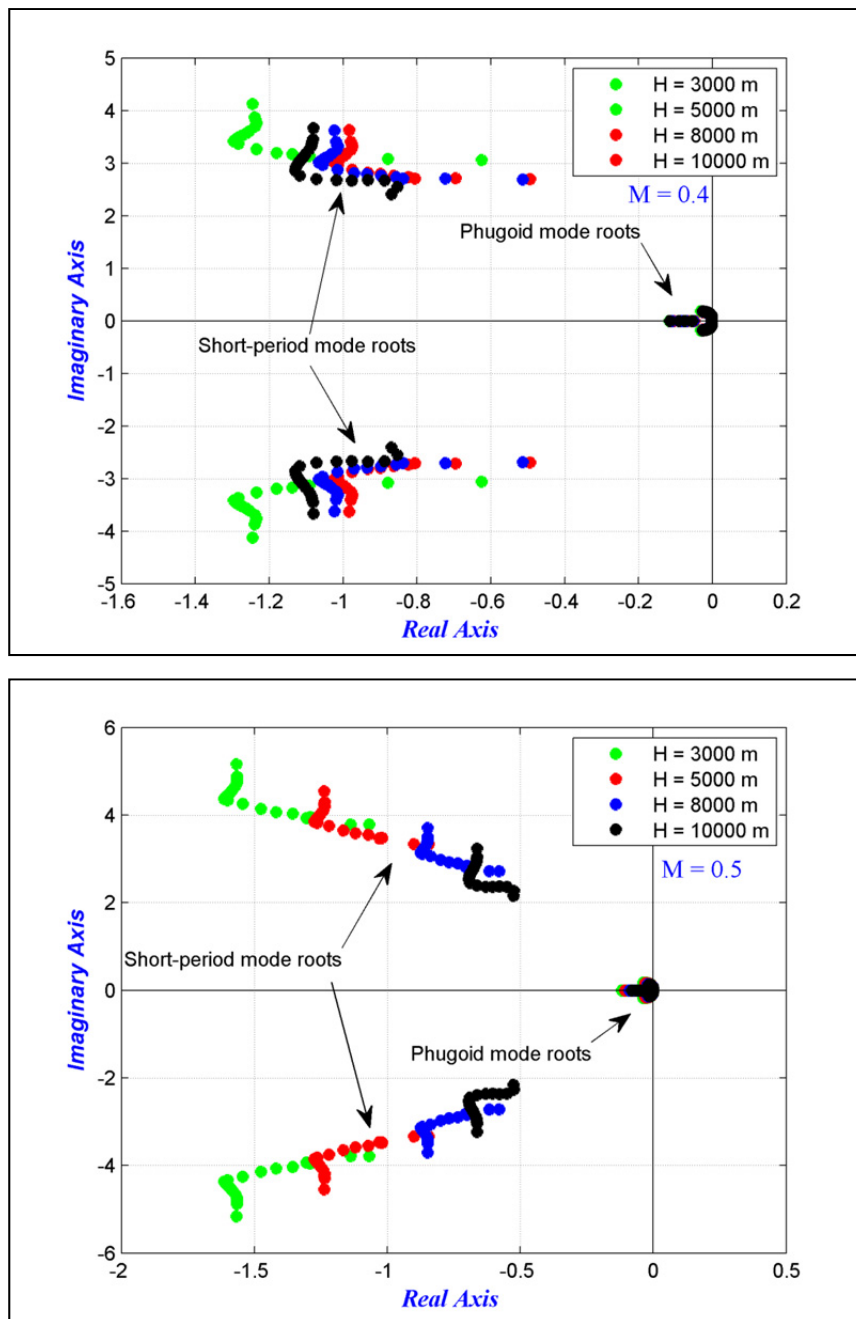 5
4
3
2
1
0
-1
-2
-3
-4
-5
Imaginary Axis
H = 3000 m
H = 5000 m
H = 8000 m
H = 10000 m
M = 0.4
Phugoid mode roots
Short-period mode roots
-1.6 -1.4 -1.2 -1 -0.8 -0.6 -0.4 -0.2 0 0.2
Real Axis
6
4
2
0
-2
-4
-6
Imaginary Axis
H = 3000 m
H = 5000 m
H = 8000 m
H = 10000 m
M = 0.5
Short-period mode roots
Phugoid mode roots
-2 -1.5 -1 -0.5 0 0.5
Real Axis